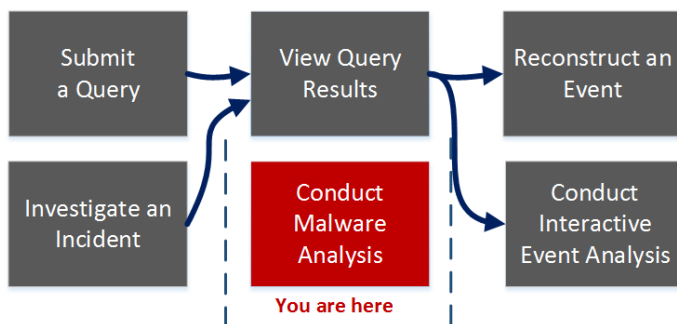 Submit
a Query
View Query
Results
Reconstruct an
Event
Investigate an
Incident
Conduct
Malware
Analysis
Conduct
Interactive
Event Analysis
You are here